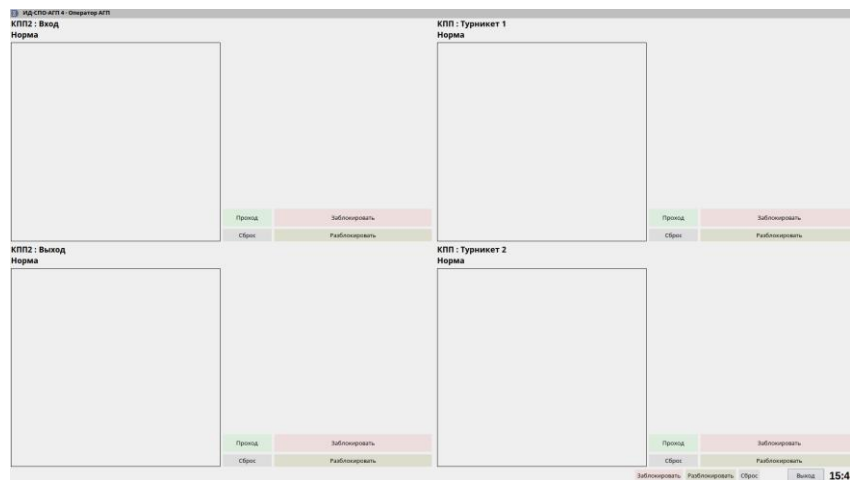 ИД-СПО-АГП 4 - Оператор АГП
КПП2 : Вход
Норма
Проход
Заблокировать
Сброс
Разблокировать
КПП : Турникет 1
Норма
Проход
Заблокировать
Сброс
Разблокировать
КПП2 : Выход
Норма
Проход
Заблокировать
Сброс
Разблокировать
КПП : Турникет 2
Норма
Проход
Заблокировать
Сброс
Разблокировать
Заблокировать Разблокировать Сброс Выход 15:4